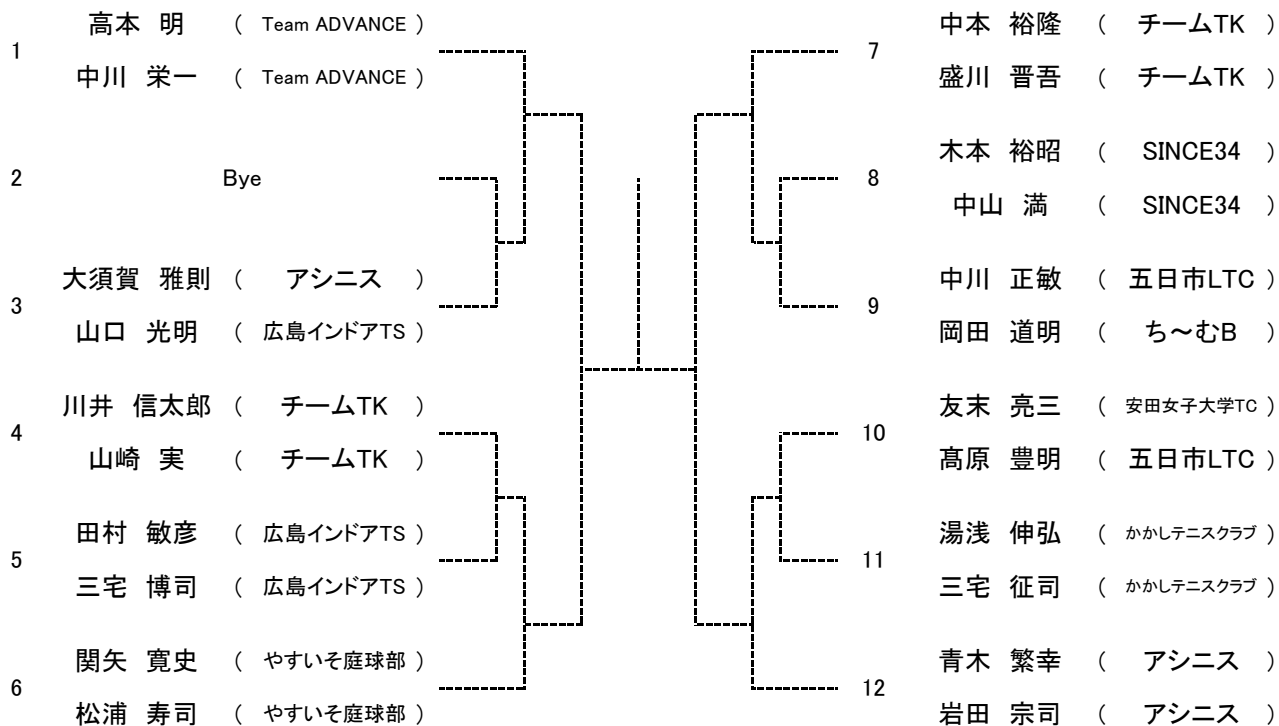 高本 明 ( Team ADVANCE )
1
中川 栄一 ( Team ADVANCE )
2 Bye
大須賀 雅則 ( アシニス )
3
山口 光明 ( 広島インドアTS )
川井 信太郎 ( チームTK )
4
山崎 実 ( チームTK )
田村 敏彦 ( 広島インドアTS )
5
三宅 博司 ( 広島インドアTS )
関矢 寛史 ( やすいそ庭球部 )
6
松浦 寿司 ( やすいそ庭球部 )
中本 裕隆 ( チームTK )
7
盛川 晋吾 ( チームTK )
木本 裕昭 ( SINCE34 )
8
中山 満 ( SINCE34 )
中川 正敏 ( 五日市LTC )
9
岡田 道明 ( ち～むB )
友末 亮三 ( 安田女子大学TC )
10
髙原 豊明 ( 五日市LTC )
湯浅 伸弘 ( かかしテニスクラブ )
11
三宅 征司 ( かかしテニスクラブ )
青木 繁幸 ( アシニス )
12
岩田 宗司 ( アシニス )